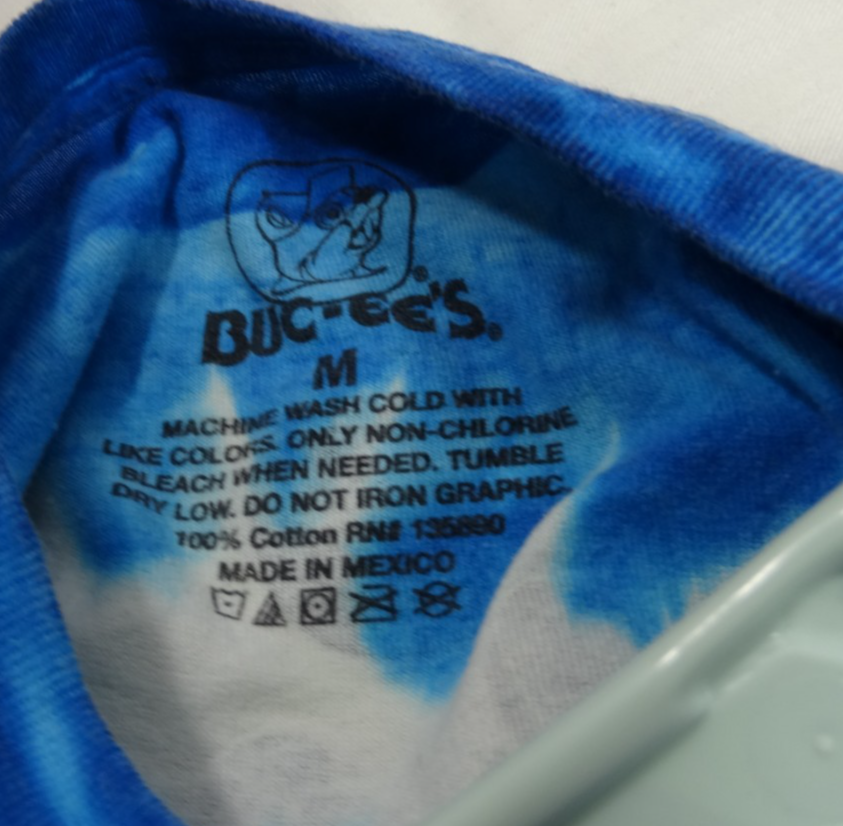 BUC-EE'S®
M
MACHINE WASH COLD WITH
LIKE COLORS. ONLY NON-CHLORINE
BLEACH WHEN NEEDED. TUMBLE
DRY LOW. DO NOT IRON GRAPHIC.
100% Cotton RN# 135890
MADE IN MEXICO